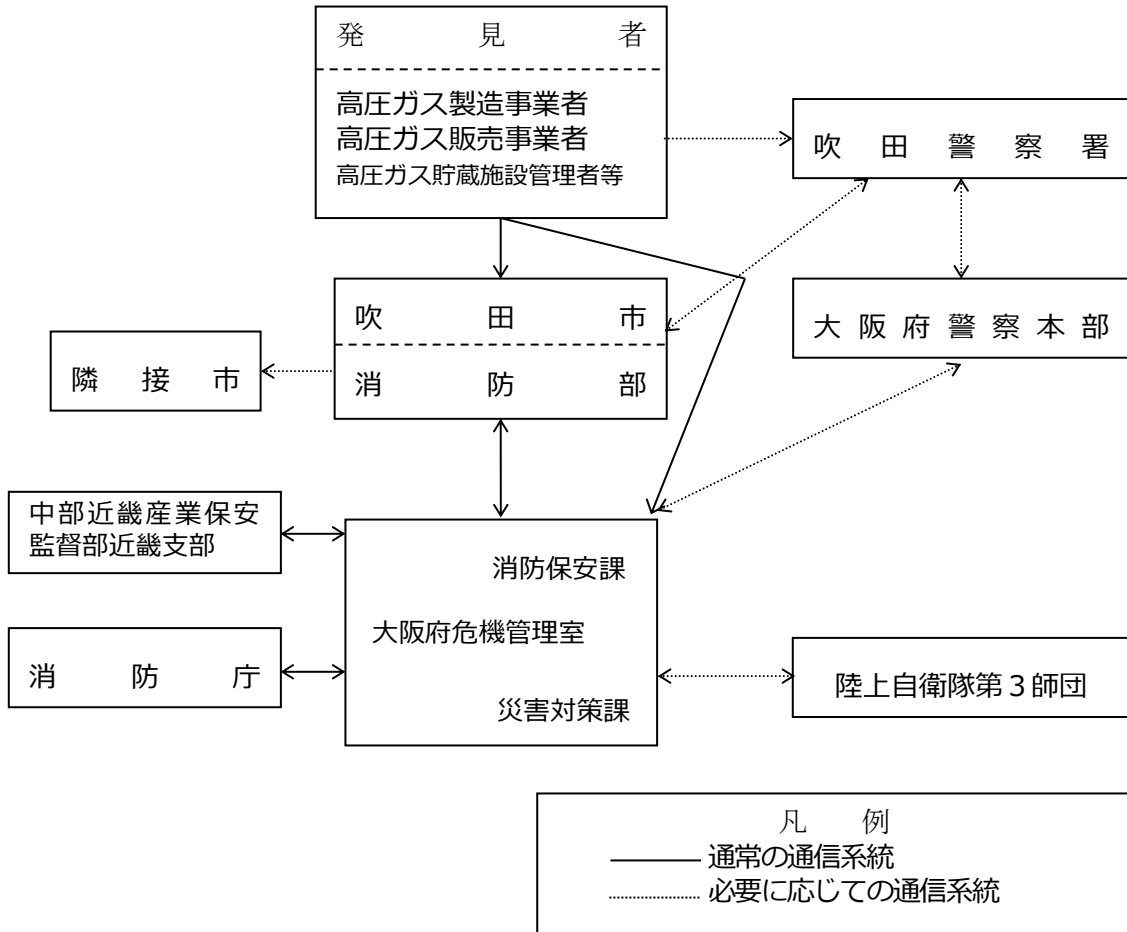 発見者
高圧ガス製造事業者
高圧ガス販売事業者
高圧ガス貯蔵施設管理者等
吹田警察署
吹田市
消防部
大阪府警察本部
隣接市
中部近畿産業保安
監督部近畿支部
消防保安課
大阪府危機管理室
災害対策課
消防庁
陸上自衛隊第3師団
凡例
通常の通信系統
必要に応じての通信系統